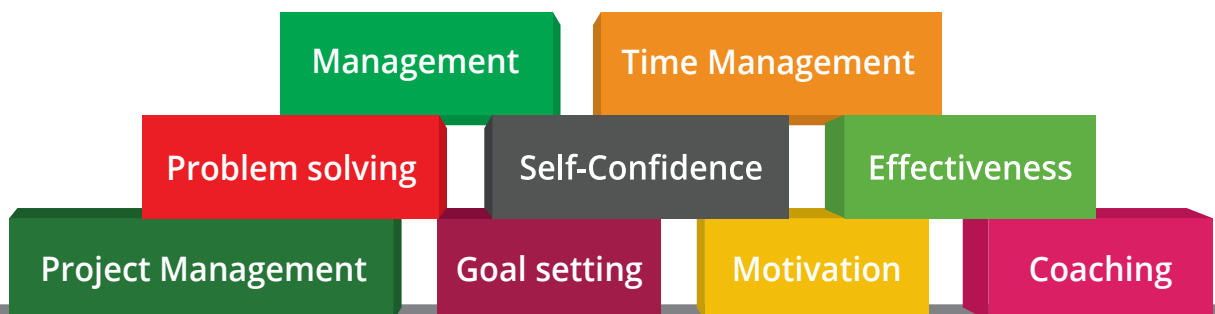 Management
Time Management
Problem solving
Self-Confidence
Effectiveness
Project Management
Goal setting
Motivation
Coaching